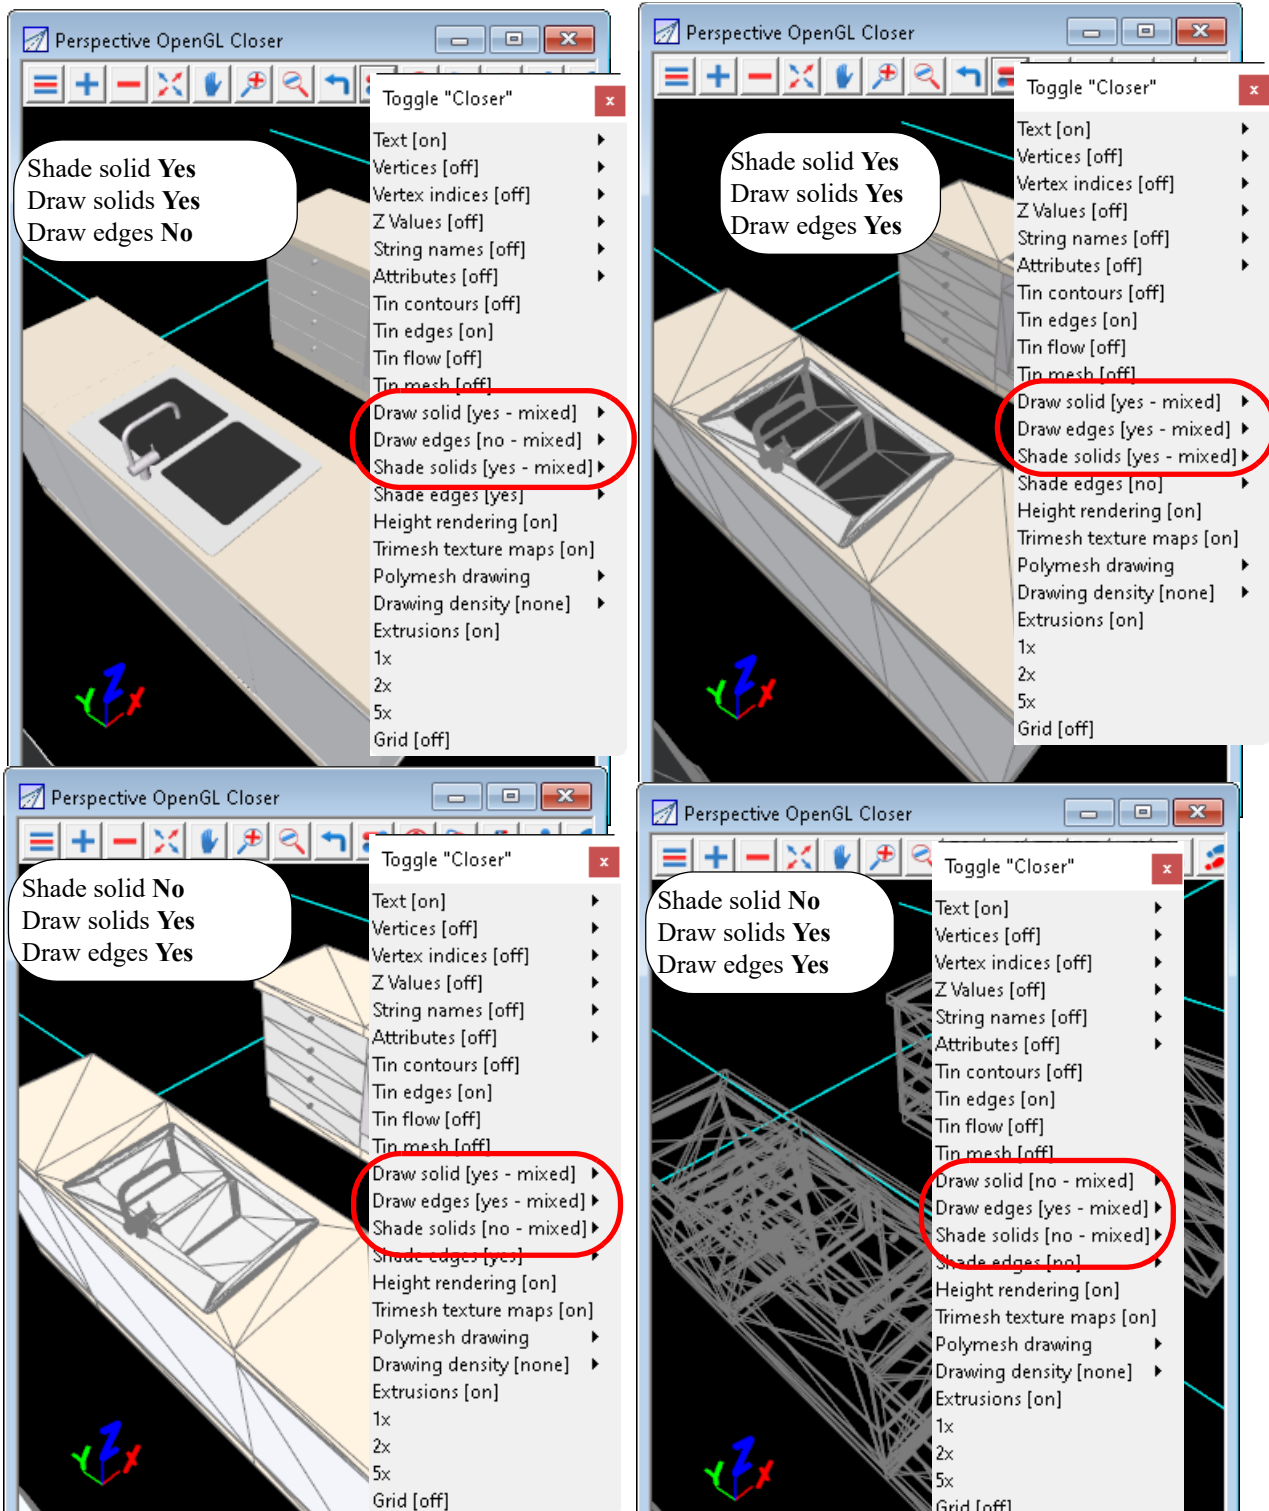 Perspective OpenGL Closer
Toggle "Closer"
Shade solid Yes
Draw solids Yes
Draw edges No
Text [on]
Vertices [off]
Vertex indices [off]
Z Values [off]
String names [off]
Attributes [off]
Tin contours [off]
Tin edges [on]
Tin flow [off]
Tin mesh [off]
Draw solid [yes - mixed]
Draw edges [no - mixed]
Shade solids [yes - mixed]
Shade edges [yes]
Height rendering [on]
Trimesh texture maps [on]
Polymesh drawing
Drawing density [none]
Extrusions [on]
1x
2x
5x
Grid [off]
Y Z X
Perspective OpenGL Closer
Toggle "Closer"
Shade solid Yes
Draw solids Yes
Draw edges Yes
Text [on]
Vertices [off]
Vertex indices [off]
Z Values [off]
String names [off]
Attributes [off]
Tin contours [off]
Tin edges [on]
Tin flow [off]
Tin mesh [off]
Draw solid [yes - mixed]
Draw edges [yes - mixed]
Shade solids [yes - mixed]
Shade edges [no]
Height rendering [on]
Trimesh texture maps [on]
Polymesh drawing
Drawing density [none]
Extrusions [on]
1x
2x
5x
Grid [off]
Y Z X
Perspective OpenGL Closer
Toggle "Closer"
Shade solid No
Draw solids Yes
Draw edges Yes
Text [on]
Vertices [off]
Vertex indices [off]
Z Values [off]
String names [off]
Attributes [off]
Tin contours [off]
Tin edges [on]
Tin flow [off]
Tin mesh [off]
Draw solid [yes - mixed]
Draw edges [yes - mixed]
Shade solids [no - mixed]
Shade edges [yes]
Height rendering [on]
Trimesh texture maps [on]
Polymesh drawing
Drawing density [none]
Extrusions [on]
1x
2x
5x
Grid [off]
Y Z X
Perspective OpenGL Closer
Toggle "Closer"
Shade solid No
Draw solids Yes
Draw edges Yes
Text [on]
Vertices [off]
Vertex indices [off]
Z Values [off]
String names [off]
Attributes [off]
Tin contours [off]
Tin edges [on]
Tin flow [off]
Tin mesh [off]
Draw solid [no - mixed]
Draw edges [yes - mixed]
Shade solids [no - mixed]
Shade edges [no]
Height rendering [on]
Trimesh texture maps [on]
Polymesh drawing
Drawing density [none]
Extrusions [on]
1x
2x
5x
Grid [off]
Y Z X